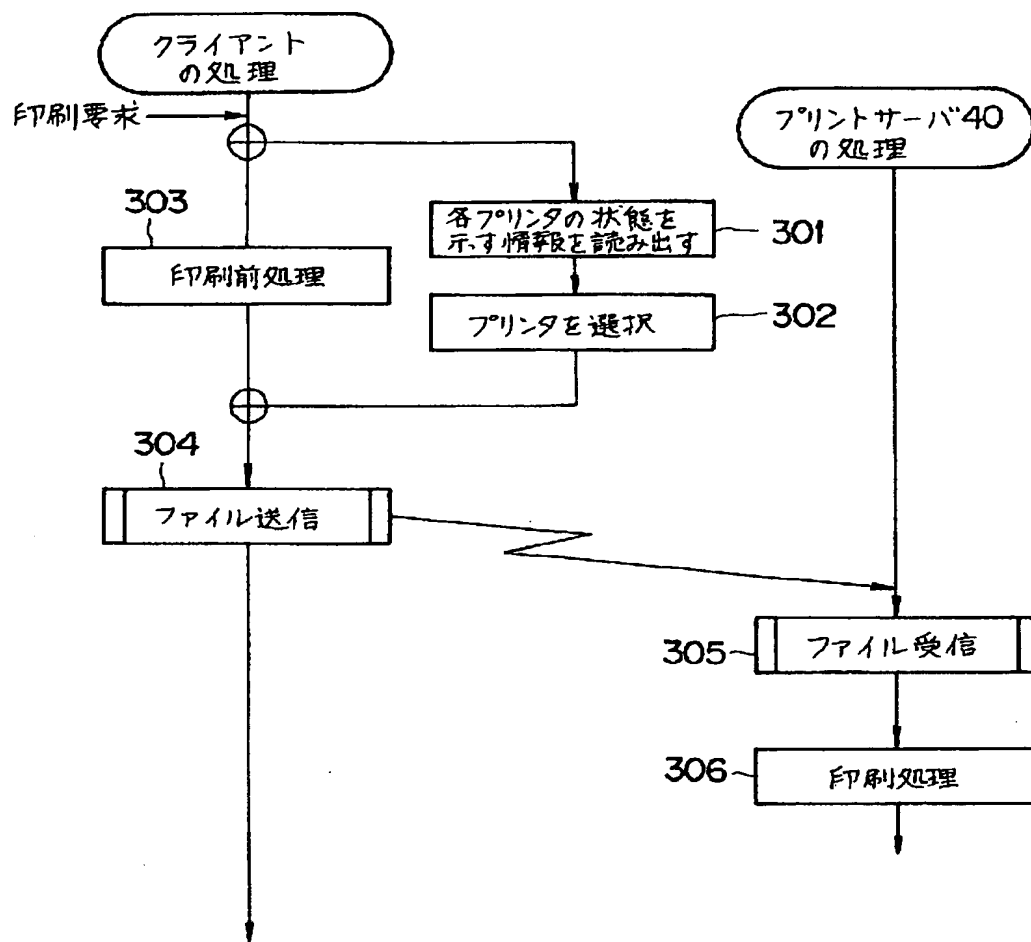 クライアント
の処理
印刷要求
プリントサーバ40
の処理
303
各プリンタの状態を
示す情報を読み出す
301
印刷前処理
プリンタを選択
302
304
ファイル送信
305
ファイル受信
306
印刷処理